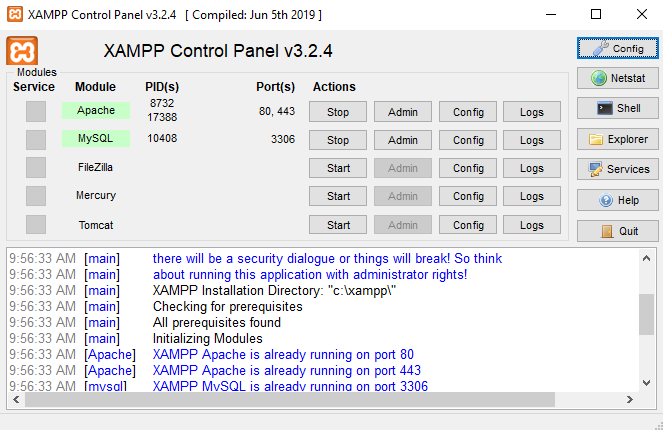 XAMPP Control Panel v3.2.4 [ Compiled: Jun 5th 2019 ]
XAMPP Control Panel v3.2.4
Config
Modules
Service Module PID(s) Port(s) Actions
Netstat
Apache 8732 17388 80, 443 Stop Admin Config Logs
Shell
MySQL 10408 3306 Stop Admin Config Logs
Explorer
FileZilla Start Admin Config Logs
Services
Mercury Start Admin Config Logs
Help
Tomcat Start Admin Config Logs
Quit
9:56:33 AM [main] there will be a security dialogue or things will break! So think
9:56:33 AM [main] about running this application with administrator rights!
9:56:33 AM [main] XAMPP Installation Directory: "c:\xampp\"
9:56:33 AM [main] Checking for prerequisites
9:56:33 AM [main] All prerequisites found
9:56:33 AM [main] Initializing Modules
9:56:33 AM [Apache] XAMPP Apache is already running on port 80
9:56:33 AM [Apache] XAMPP Apache is already running on port 443
9:56:33 AM [mysql] XAMPP MySQL is already running on port 3306